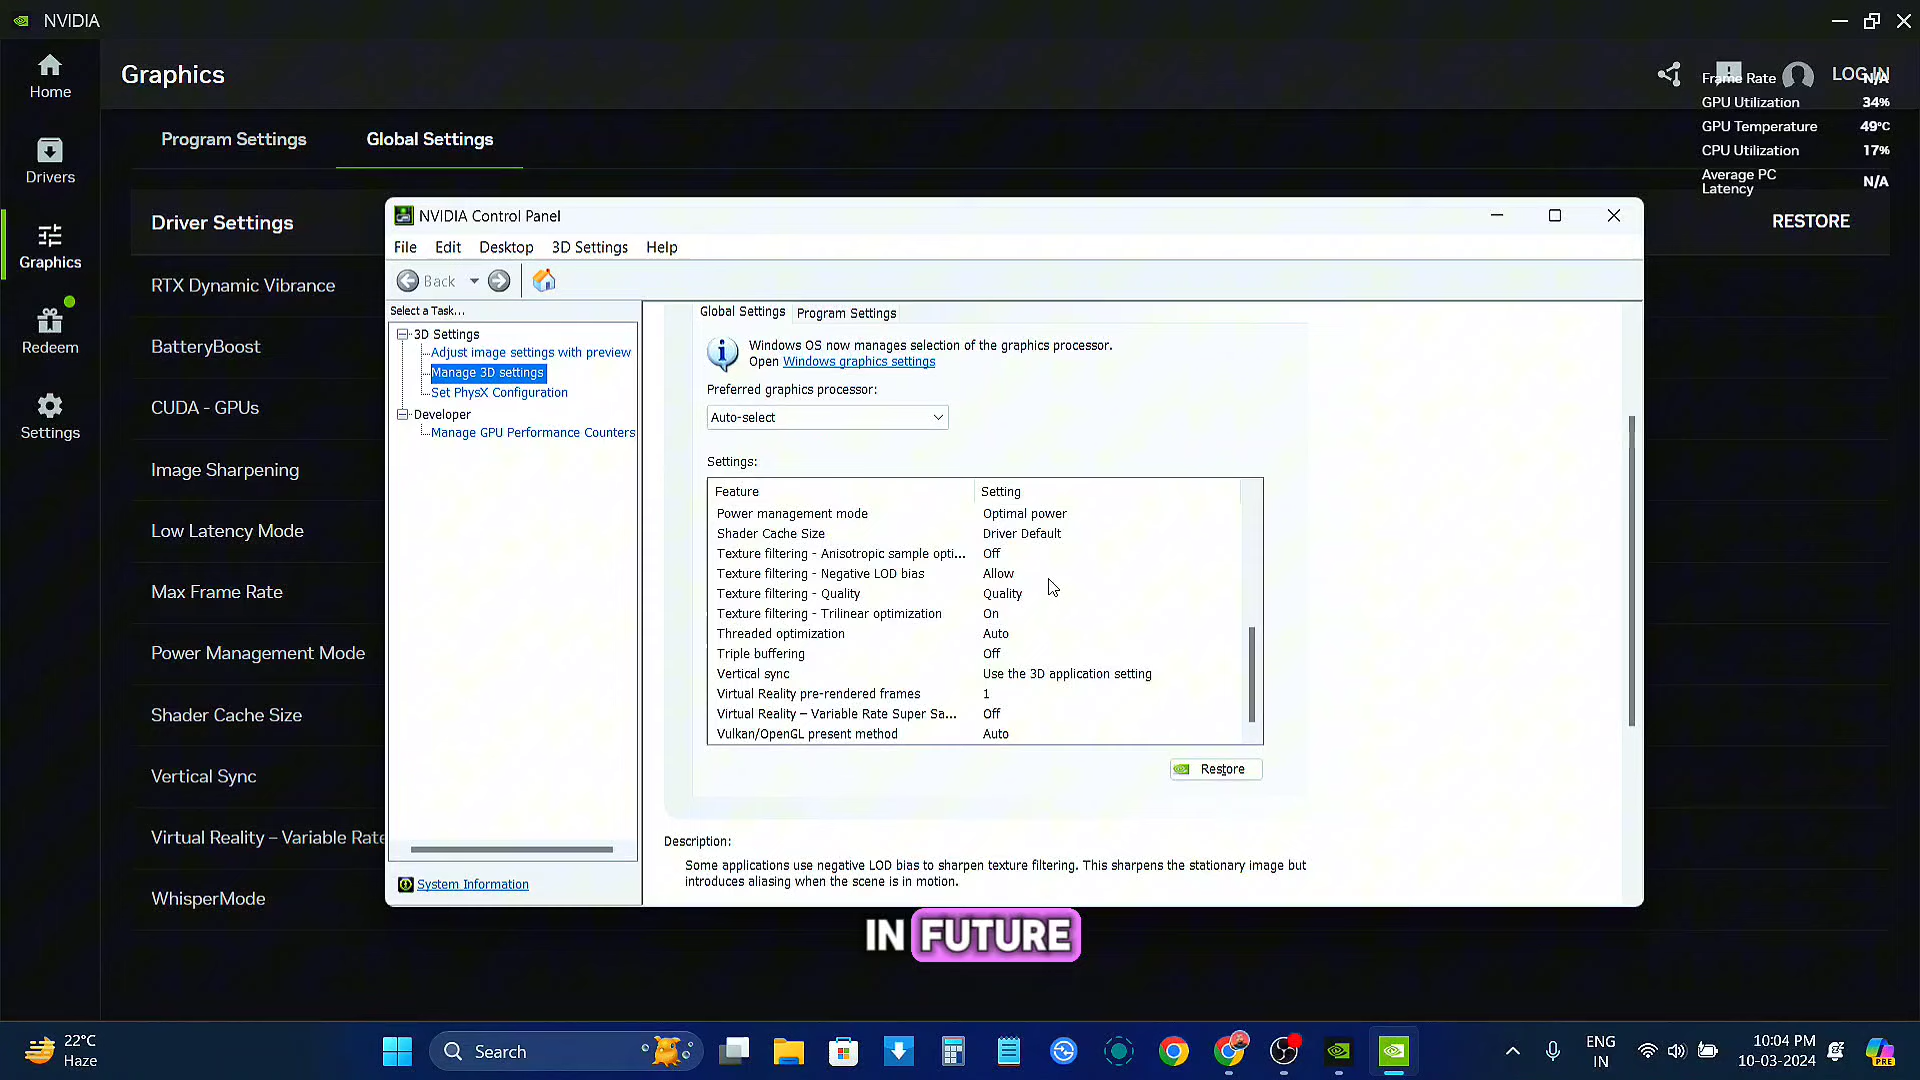 NVIDIA
Home
Drivers
Graphics
Redeem
Settings
Graphics
LOG IN
Frame Rate N/A
GPU Utilization 34%
GPU Temperature 49°C
CPU Utilization 17%
Average PC Latency N/A
Program Settings
Global Settings
Driver Settings
RESTORE
RTX Dynamic Vibrance
BatteryBoost
CUDA - GPUs
Image Sharpening
Low Latency Mode
Max Frame Rate
Power Management Mode
Shader Cache Size
Vertical Sync
Virtual Reality – Variable Rate
WhisperMode
NVIDIA Control Panel
File Edit Desktop 3D Settings Help
Back
Select a Task...
3D Settings
Adjust image settings with preview
Manage 3D settings
Set PhysX Configuration
Developer
Manage GPU Performance Counters
System Information
Global Settings Program Settings
Windows OS now manages selection of the graphics processor.
Open Windows graphics settings
Preferred graphics processor:
Auto-select
Settings:
Feature Setting
Power management mode Optimal power
Shader Cache Size Driver Default
Texture filtering - Anisotropic sample opti... Off
Texture filtering - Negative LOD bias Allow
Texture filtering - Quality Quality
Texture filtering - Trilinear optimization On
Threaded optimization Auto
Triple buffering Off
Vertical sync Use the 3D application setting
Virtual Reality pre-rendered frames 1
Virtual Reality – Variable Rate Super Sa... Off
Vulkan/OpenGL present method Auto
Restore
Description:
Some applications use negative LOD bias to sharpen texture filtering. This sharpens the stationary image but
introduces aliasing when the scene is in motion.
IN FUTURE
22°C
Haze
Search
ENG
IN
10:04 PM
10-03-2024
PRE